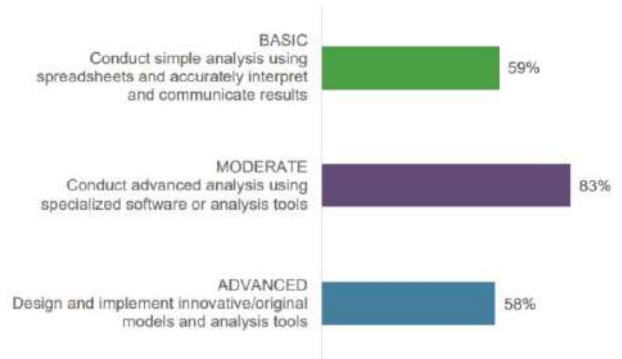 BASIC
Conduct simple analysis using
spreadsheets and accurately interpret
and communicate results
59%
MODERATE
Conduct advanced analysis using
specialized software or analysis tools
83%
ADVANCED
Design and implement innovative/original
models and analysis tools
58%